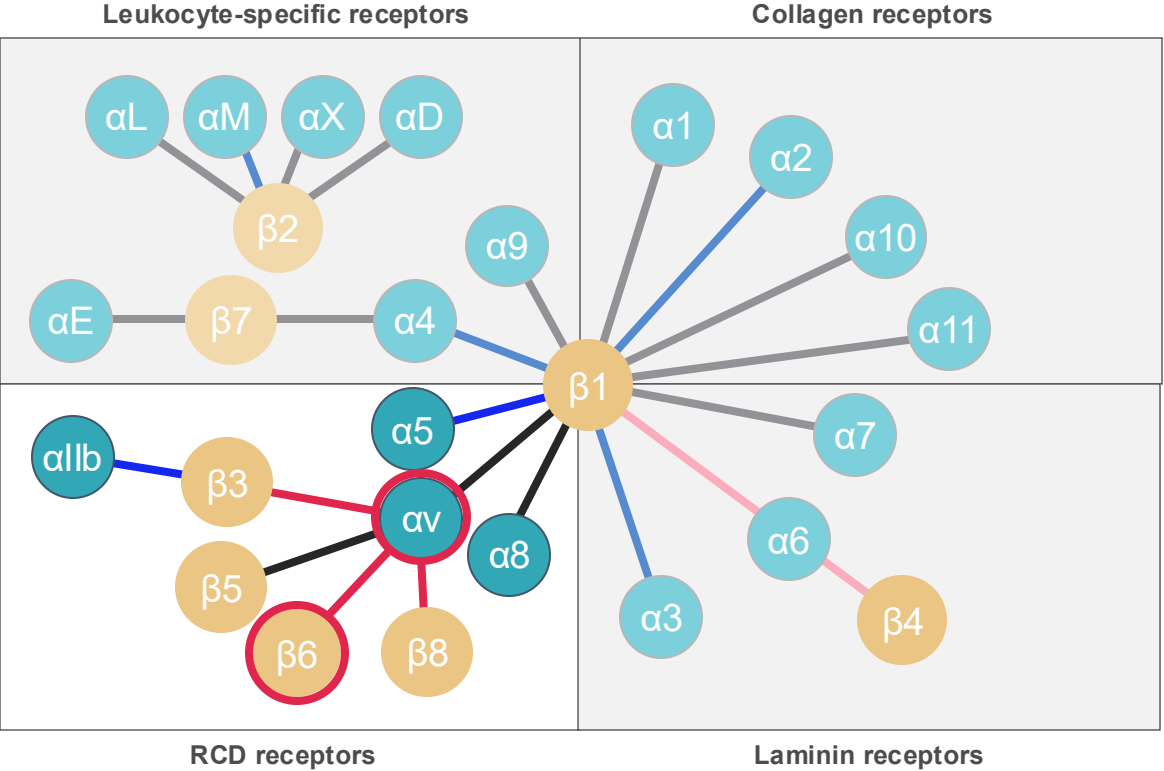 Leukocyte-specific receptors
Collagen receptors
αL
αM
αX
αD
β2
α9
αE
β7
α4
α1
α2
α10
α11
β1
αIIb
β3
α5
αv
α8
β5
β6
β8
α7
α6
α3
β4
RCD receptors
Laminin receptors